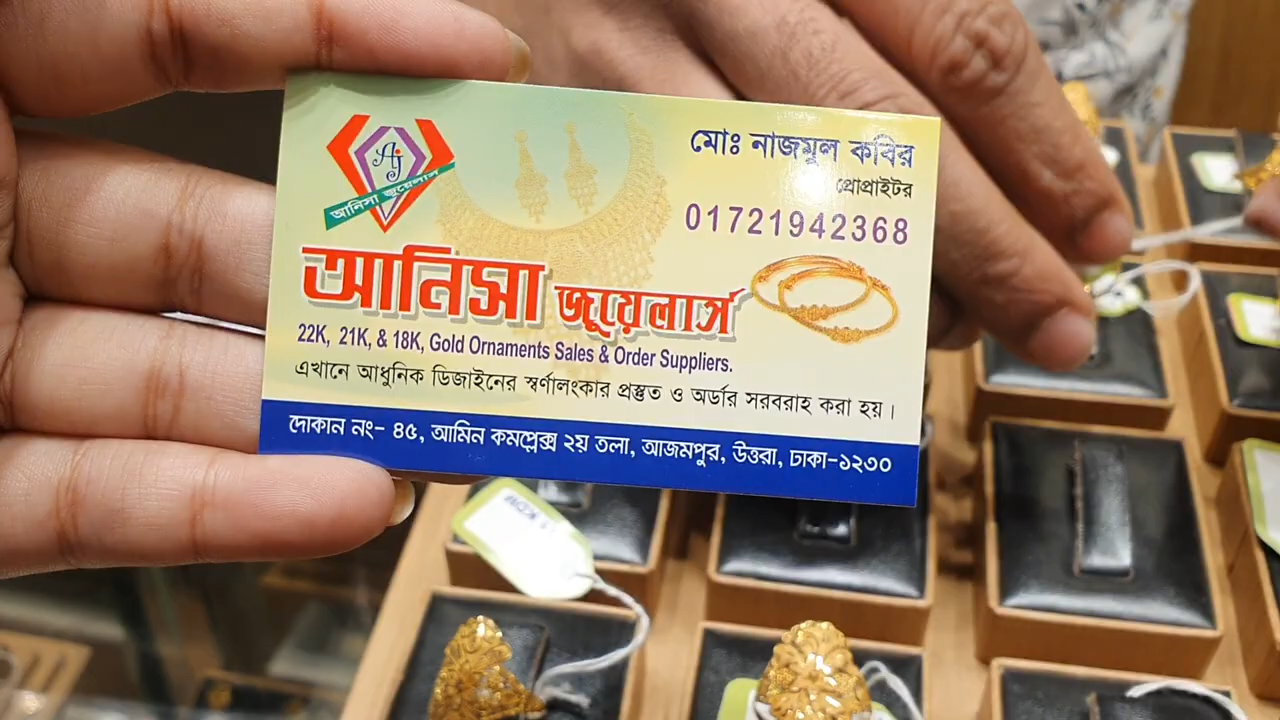 AJ
আনিসা জুয়েলার্স
মোঃ নাজমুল কবির
প্রোপ্রাইটর
01721942368
আনিসা জুয়েলার্স
22K, 21K, & 18K, Gold Ornaments Sales & Order Suppliers.
এখানে আধুনিক ডিজাইনের স্বর্ণালংকার প্রস্তুত ও অর্ডার সরবরাহ করা হয়।
দোকান নং- ৪৫, আমিন কমপ্লেক্স ২য় তলা, আজমপুর, উত্তরা, ঢাকা-১২৩০